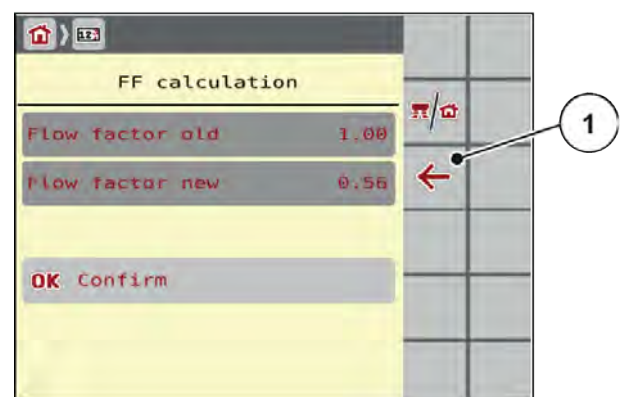 FF calculation
Flow factor old 1.00
Flow factor new 0.56
OK Confirm
1